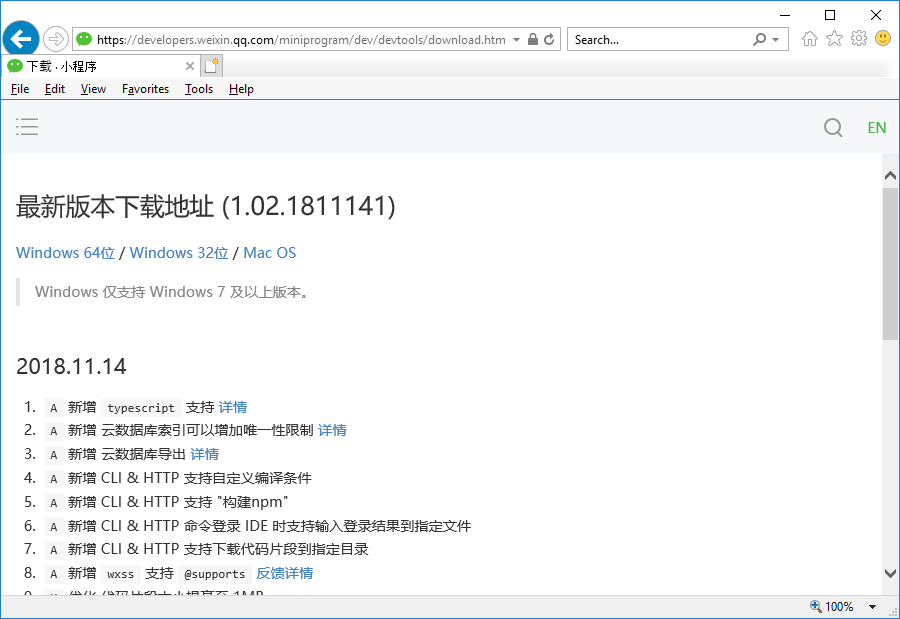 https://developers.weixin.qq.com/miniprogram/dev/devtools/download.htm
Search...
下载 · 小程序
File Edit View Favorites Tools Help
EN
最新版本下载地址 (1.02.1811141)
Windows 64位 / Windows 32位 / Mac OS
Windows 仅支持 Windows 7 及以上版本。
2018.11.14
1. A 新增 typescript 支持 详情
2. A 新增 云数据库索引可以增加唯一性限制 详情
3. A 新增 云数据库导出 详情
4. A 新增 CLI & HTTP 支持自定义编译条件
5. A 新增 CLI & HTTP 支持 "构建npm"
6. A 新增 CLI & HTTP 命令登录 IDE 时支持输入登录结果到指定文件
7. A 新增 CLI & HTTP 支持下载代码片段到指定目录
8. A 新增 wxss 支持 @supports 反馈详情
100%